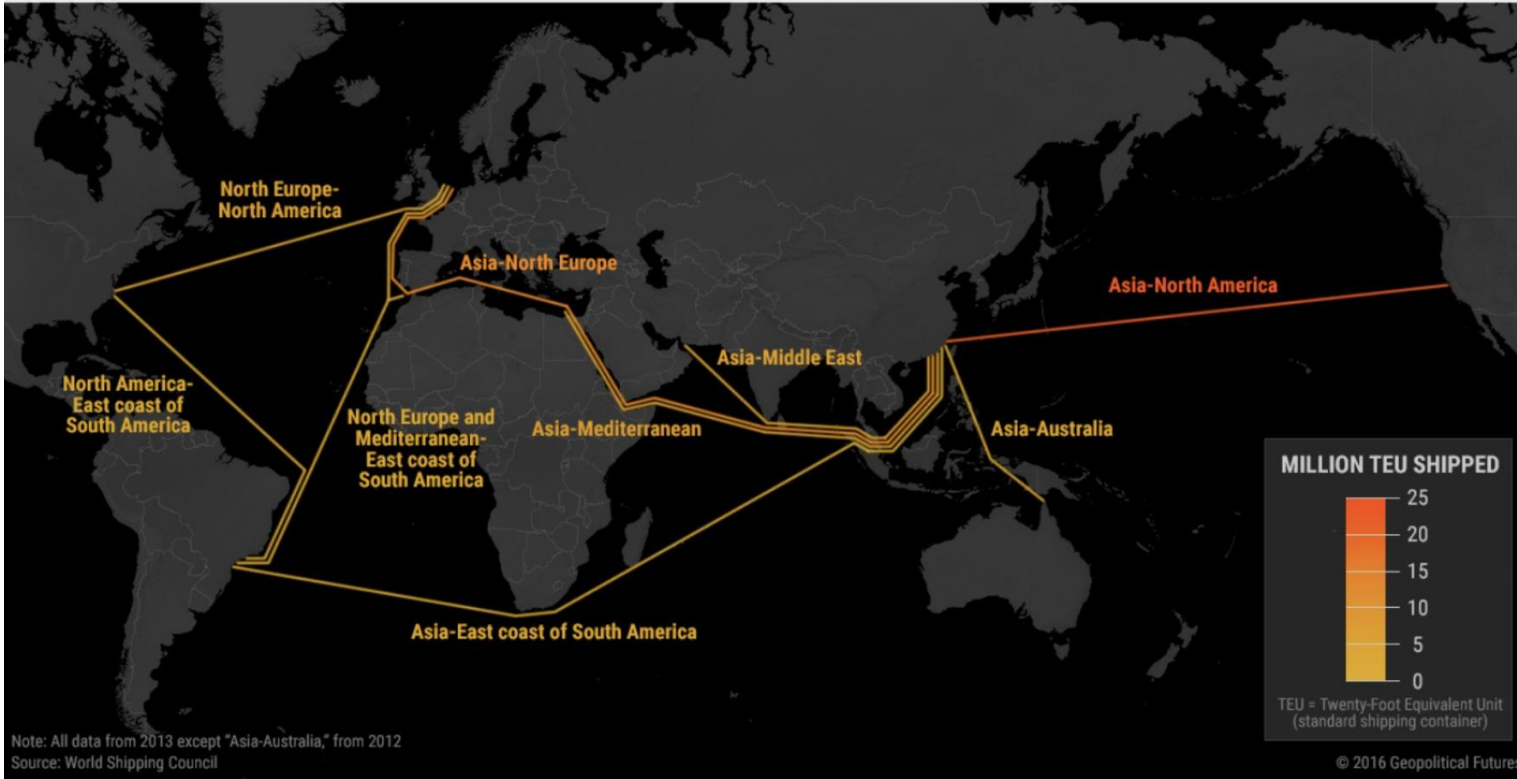 North Europe-
North America
Asia-North Europe
Asia-North America
Asia-Middle East
North America-
East coast of
South America
North Europe and
Mediterranean-
East coast of
South America
Asia-Mediterranean
Asia-Australia
Asia-East coast of South America
MILLION TEU SHIPPED
25
20
15
10
5
0
TEU = Twenty-Foot Equivalent Unit
(standard shipping container)
Note: All data from 2013 except "Asia-Australia," from 2012
Source: World Shipping Council
© 2016 Geopolitical Futures